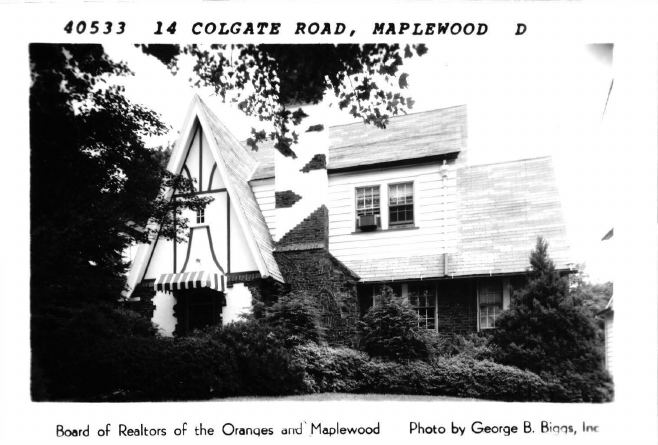 40533 14 COLGATE ROAD, MAPLEWOOD D
Board of Realtors of the Oranges and Maplewood Photo by George B. Biggs, Inc